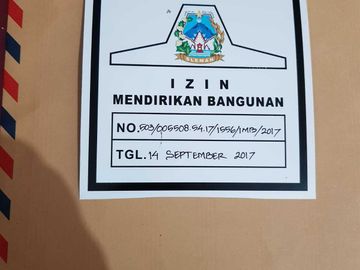 SLEMAN
IZIN
MENDIRIKAN BANGUNAN
NO. 503/005508.54.17/1556/IMB/2017
TGL. 14 SEPTEMBER 2017